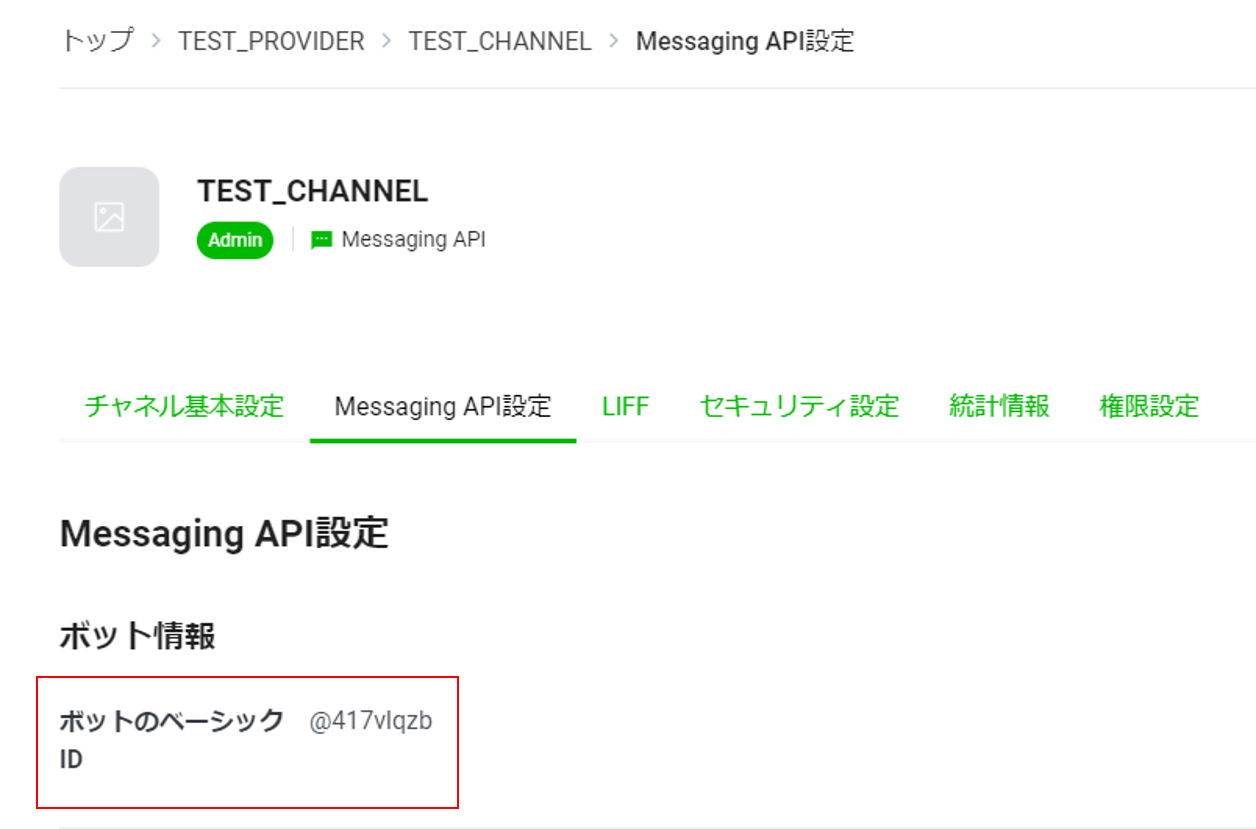 トップ > TEST_PROVIDER > TEST_CHANNEL > Messaging API設定
TEST_CHANNEL
Admin Messaging API
チャネル基本設定 Messaging API設定 LIFF セキュリティ設定 統計情報 権限設定
Messaging API設定
ボット情報
ボットのベーシック @417vlqzb
ID